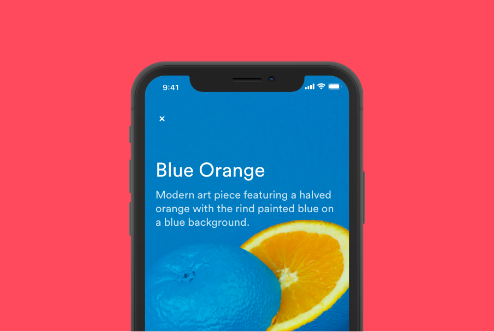 9:41
×
Blue Orange
Modern art piece featuring a halved
orange with the rind painted blue on
a blue background.